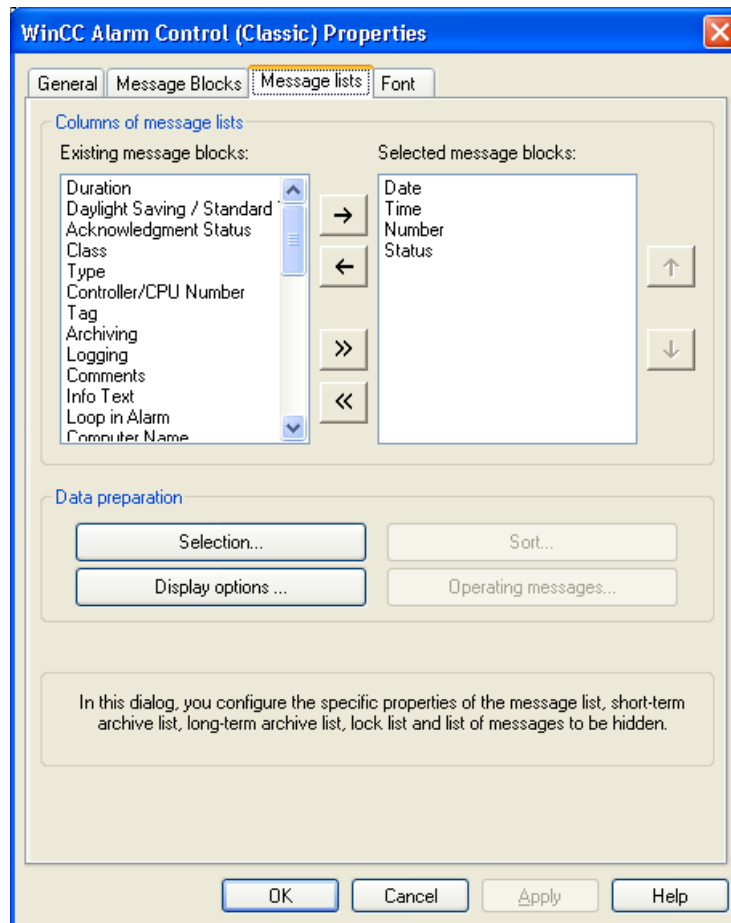 WinCC Alarm Control (Classic) Properties
General
Message Blocks
Message lists
Font
Columns of message lists
Existing message blocks:
Duration
Daylight Saving / Standard
Acknowledgment Status
Class
Type
Controller/CPU Number
Tag
Archiving
Logging
Comments
Info Text
Loop in Alarm
Computer Name
→
←
»
«
Selected message blocks:
Date
Time
Number
Status
↑
↓
Data preparation
Selection...
Sort...
Display options ...
Operating messages...
In this dialog, you configure the specific properties of the message list, short-term
archive list, long-term archive list, lock list and list of messages to be hidden.
OK
Cancel
Apply
Help